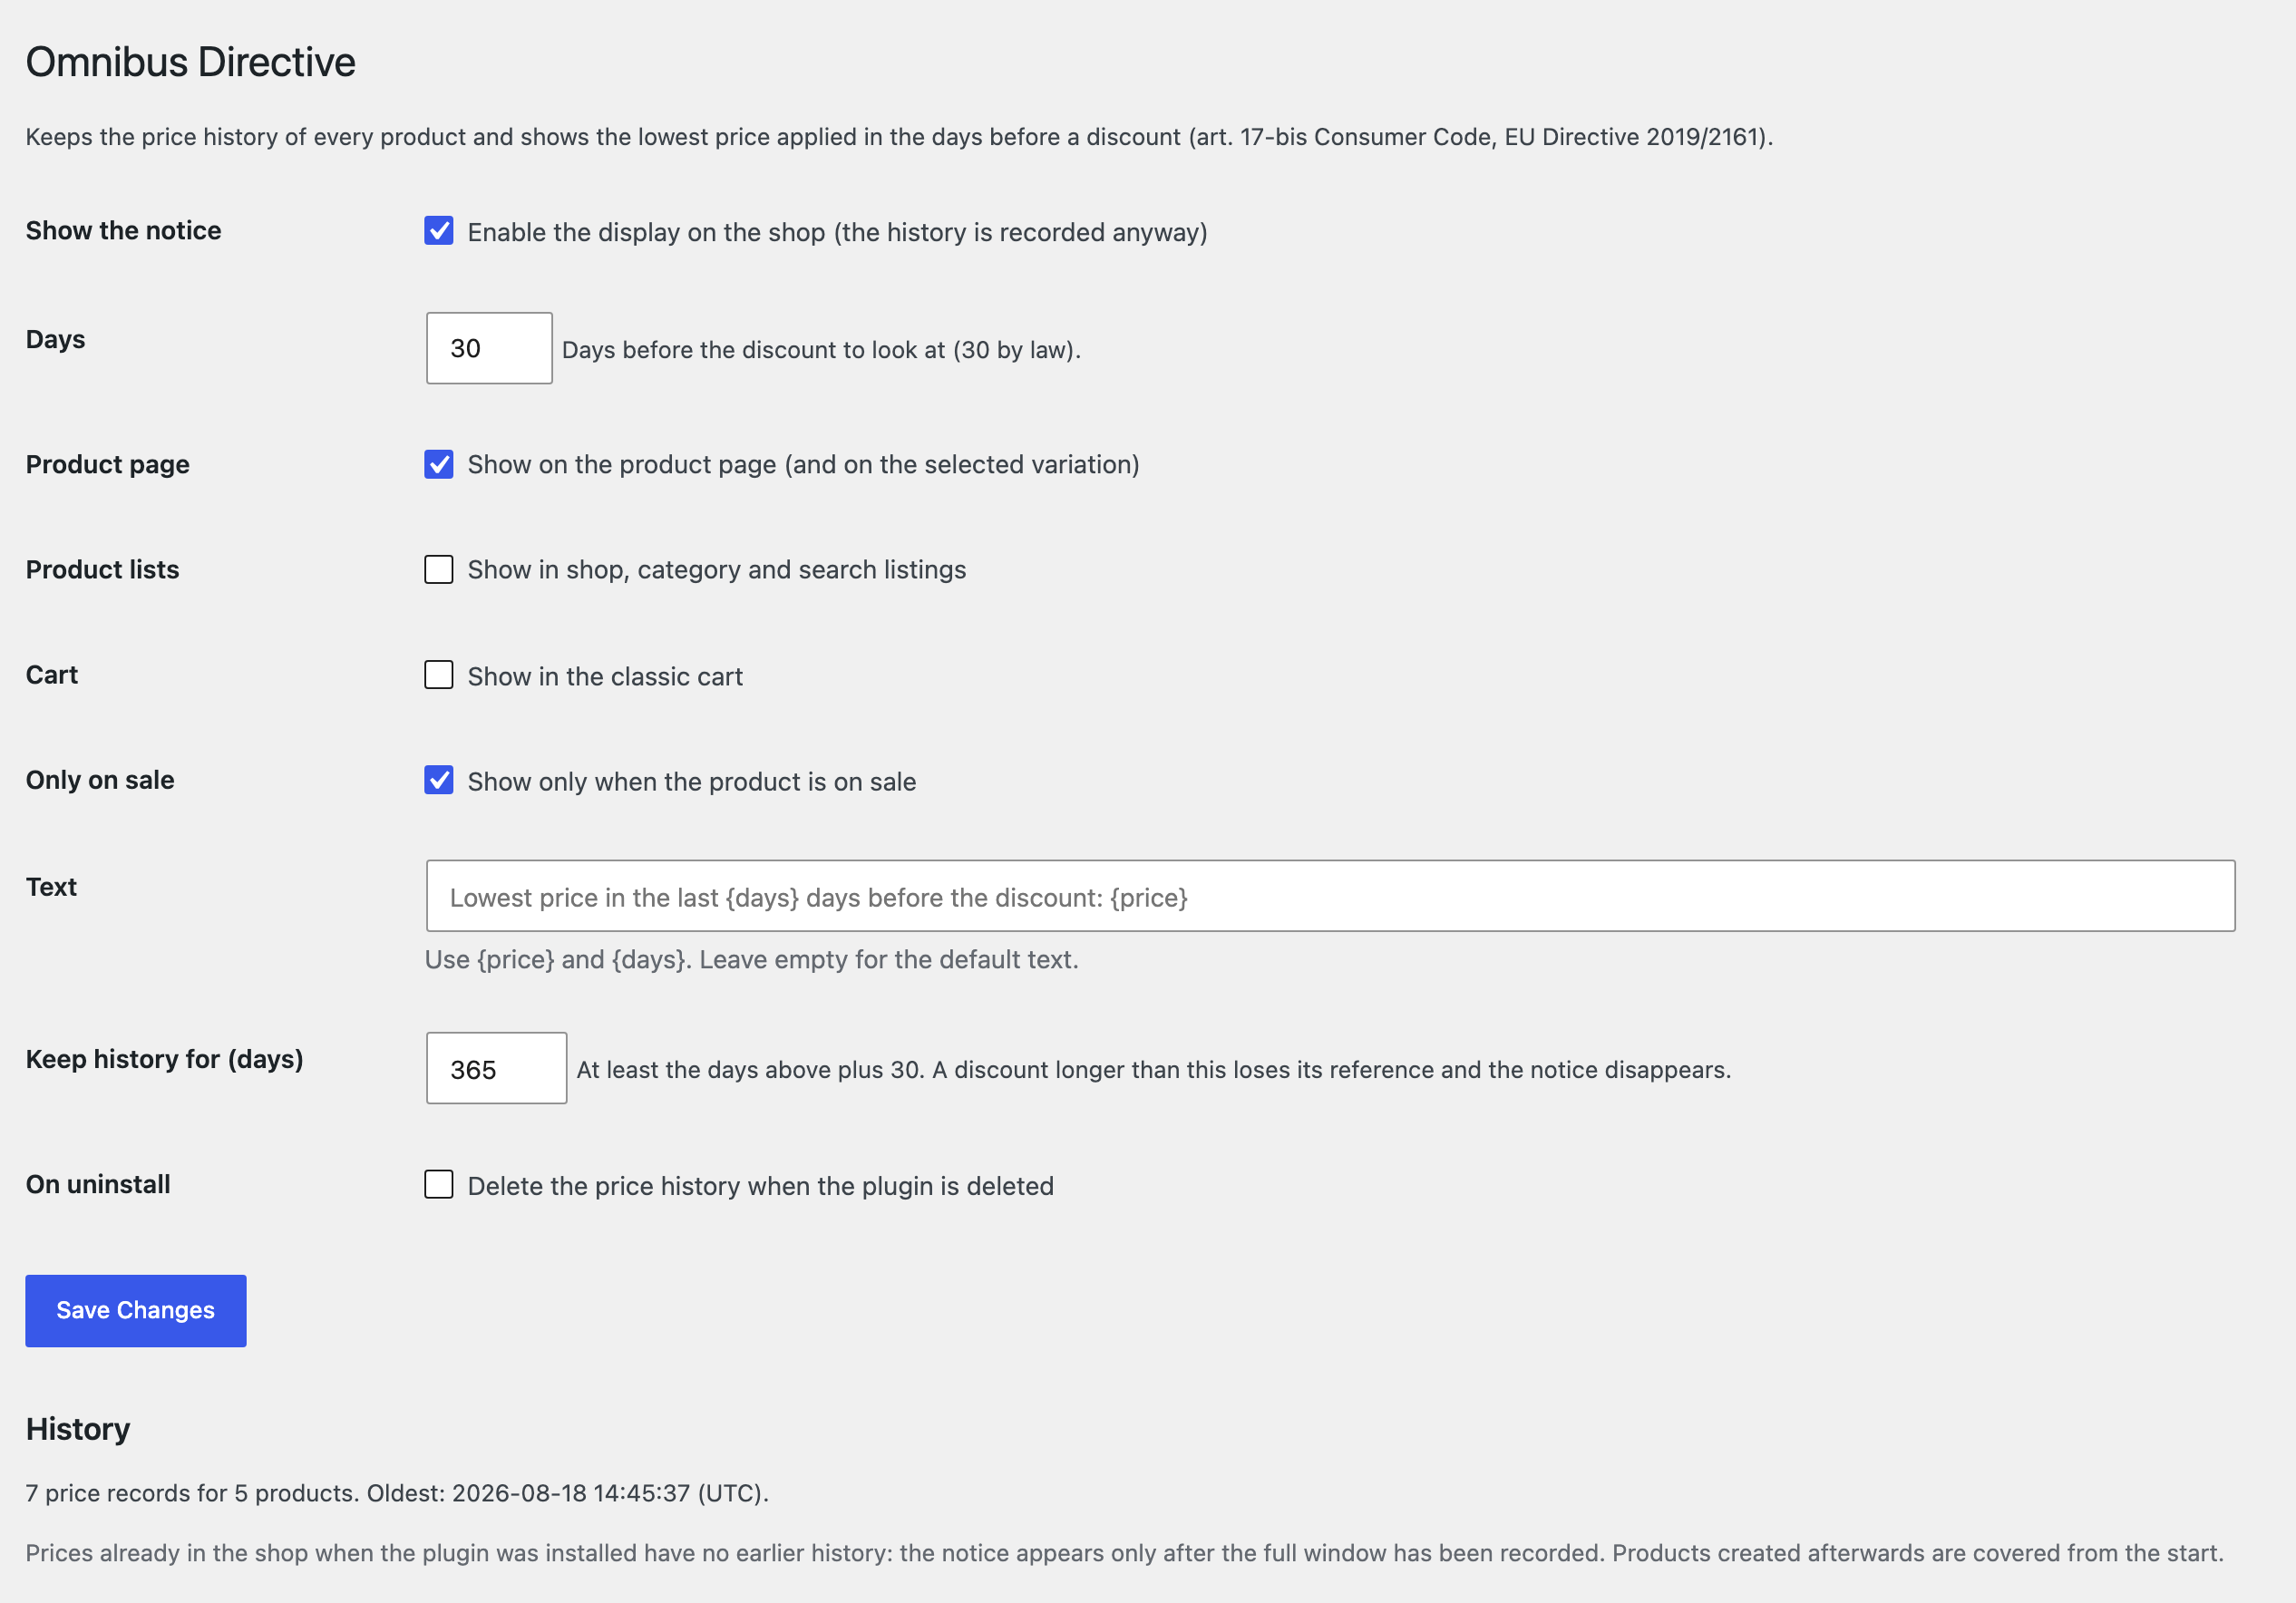 Omnibus Directive
Keeps the price history of every product and shows the lowest price applied in the days before a discount (art. 17-bis Consumer Code, EU Directive 2019/2161).
Show the notice
Enable the display on the shop (the history is recorded anyway)
Days
30
Days before the discount to look at (30 by law).
Product page
Show on the product page (and on the selected variation)
Product lists
Show in shop, category and search listings
Cart
Show in the classic cart
Only on sale
Show only when the product is on sale
Text
Lowest price in the last {days} days before the discount: {price}
Use {price} and {days}. Leave empty for the default text.
Keep history for (days)
365
At least the days above plus 30. A discount longer than this loses its reference and the notice disappears.
On uninstall
Delete the price history when the plugin is deleted
Save Changes
History
7 price records for 5 products. Oldest: 2026-08-18 14:45:37 (UTC).
Prices already in the shop when the plugin was installed have no earlier history: the notice appears only after the full window has been recorded. Products created afterwards are covered from the start.